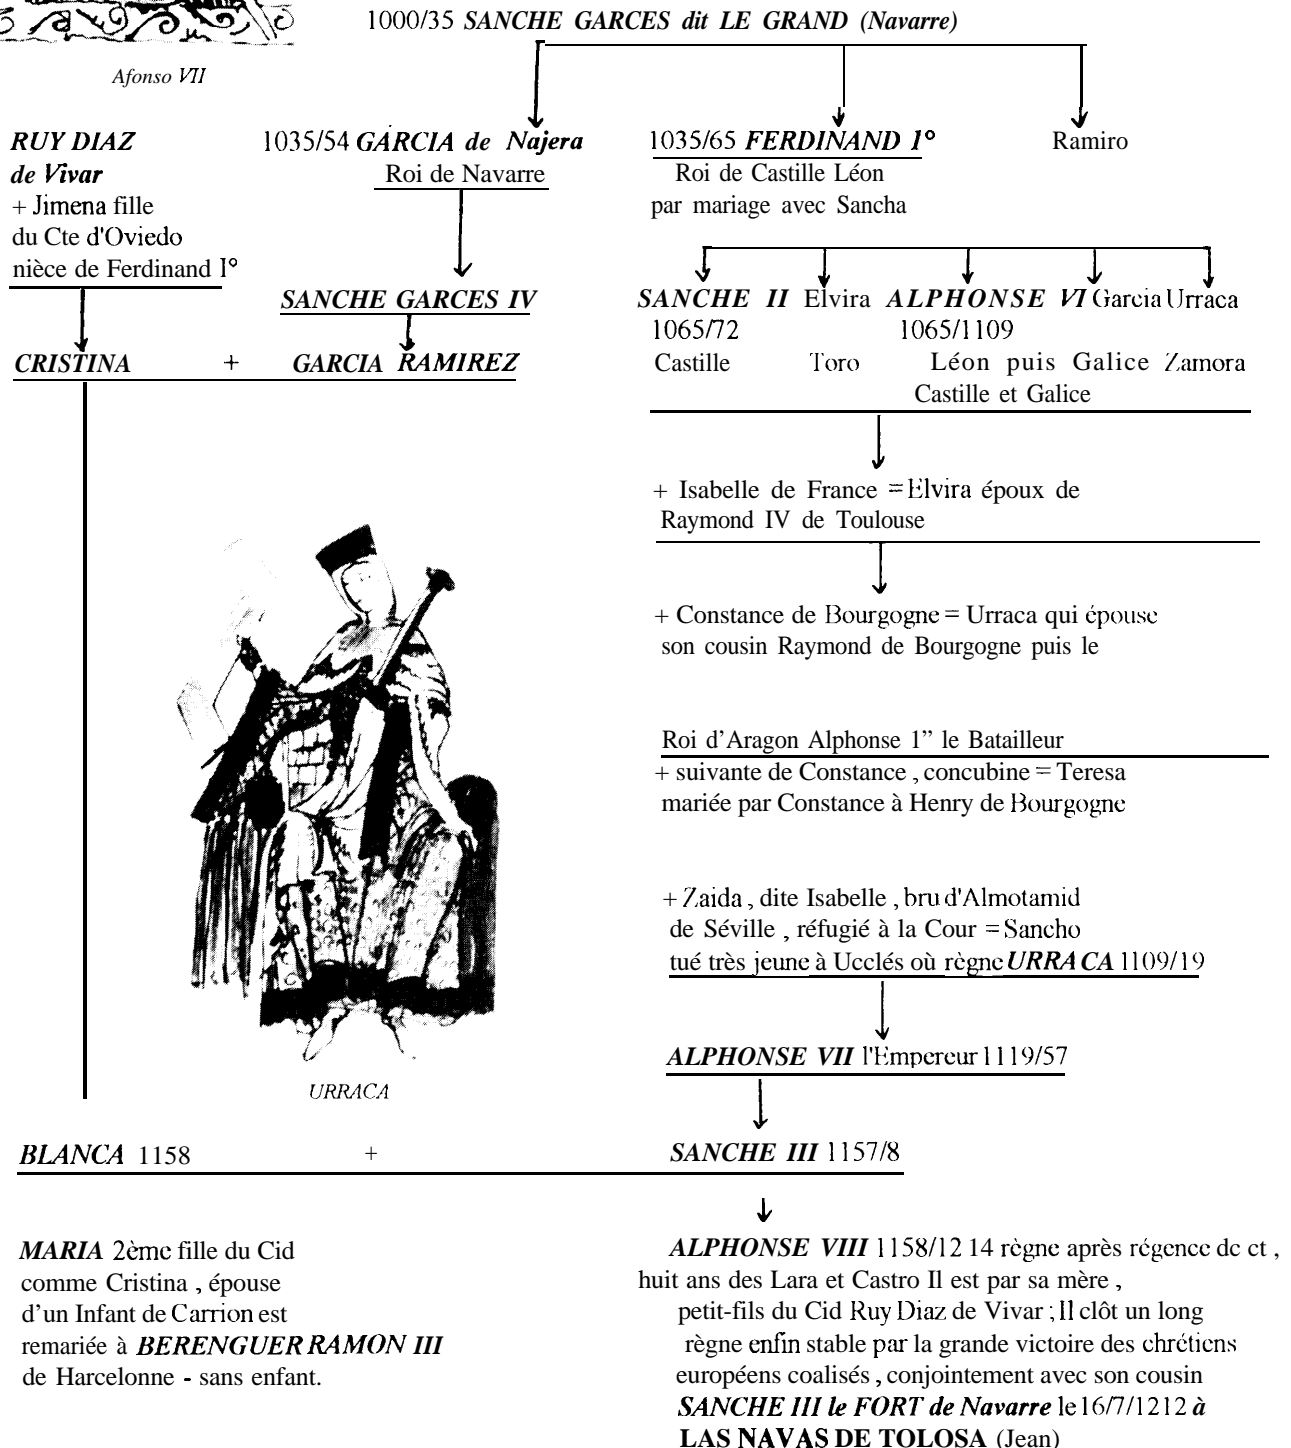 1000/35 SANCHE GARCES dit LE GRAND (Navarre)
Afonso VII
RUY DIAZ
de Vivar
+ Jimena fille
du Cte d'Oviedo
nièce de Ferdinand 1°
1035/54 GARCIA de Najera
Roi de Navarre
1035/65 FERDINAND 1°
Roi de Castille Léon
par mariage avec Sancha
Ramiro
SANCHE GARCES IV
SANCHE II Elvira ALPHONSE VI Garcia Urraca
1065/72 1065/1109
CRISTINA + GARCIA RAMIREZ
Castille Toro Léon puis Galice Zamora
Castille et Galice
+ Isabelle de France = Elvira époux de
Raymond IV de Toulouse
+ Constance de Bourgogne = Urraca qui épouse
son cousin Raymond de Bourgogne puis le
Roi d'Aragon Alphonse 1” le Batailleur
+ suivante de Constance , concubine = Teresa
mariée par Constance à Henry de Bourgogne
+ Zaida , dite Isabelle , bru d'Almotamid
de Séville , réfugié à la Cour = Sancho
tué très jeune à Ucclés où règne URRACA 1109/19
ALPHONSE VII l'Empereur 1119/57
URRACA
BLANCA 1158 + SANCHE III 1157/8
MARIA 2ème fille du Cid
comme Cristina , épouse
d'un Infant de Carrion est
remariée à BERENGUER RAMON III
de Harcelonne - sans enfant.
ALPHONSE VIII 1158/12 14 règne après régence de ct ,
huit ans des Lara et Castro Il est par sa mère ,
petit-fils du Cid Ruy Diaz de Vivar ; Il clôt un long
règne enfin stable par la grande victoire des chrétiens
européens coalisés , conjointement avec son cousin
SANCHE III le FORT de Navarre le 16/7/1212 à
LAS NAVAS DE TOLOSA (Jean)